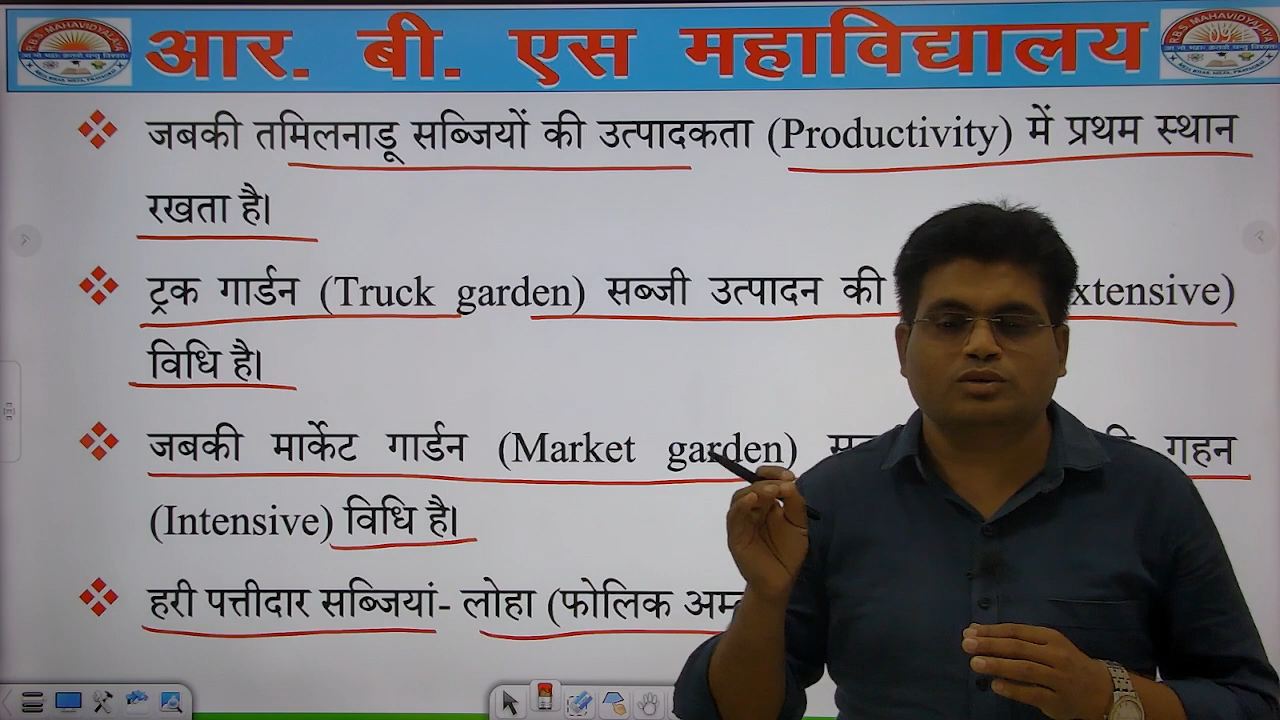 आर. बी. एस महाविद्यालय
R.B.S. MAHAVIDYALAYA
जबकी तमिलनाडू सब्जियों की उत्पादकता (Productivity) में प्रथम स्थान
रखता है।
ट्रक गार्डन (Truck garden) सब्जी उत्पादन की xtensive)
विधि है।
जबकी मार्केट गार्डन (Market garden) गहन
(Intensive) विधि है।
हरी पत्तीदार सब्जियां- लोहा (फोलिक